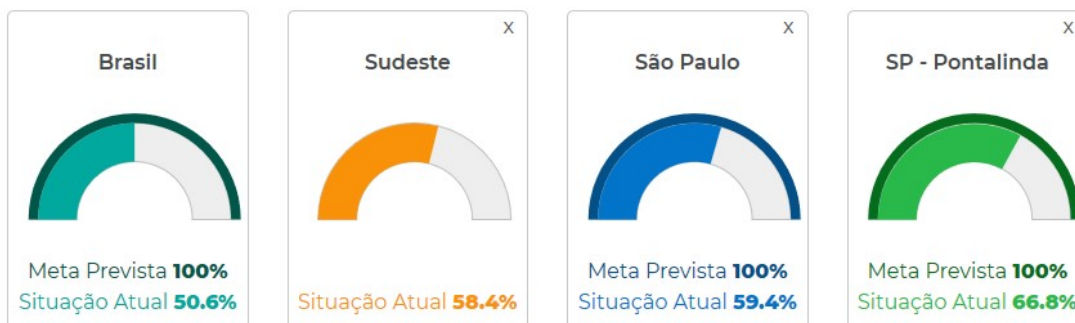 Brasil
Meta Prevista 100%
Situação Atual 50.6%
X
Sudeste
Situação Atual 58.4%
X
São Paulo
Meta Prevista 100%
Situação Atual 59.4%
X
SP - Pontalinda
Meta Prevista 100%
Situação Atual 66.8%